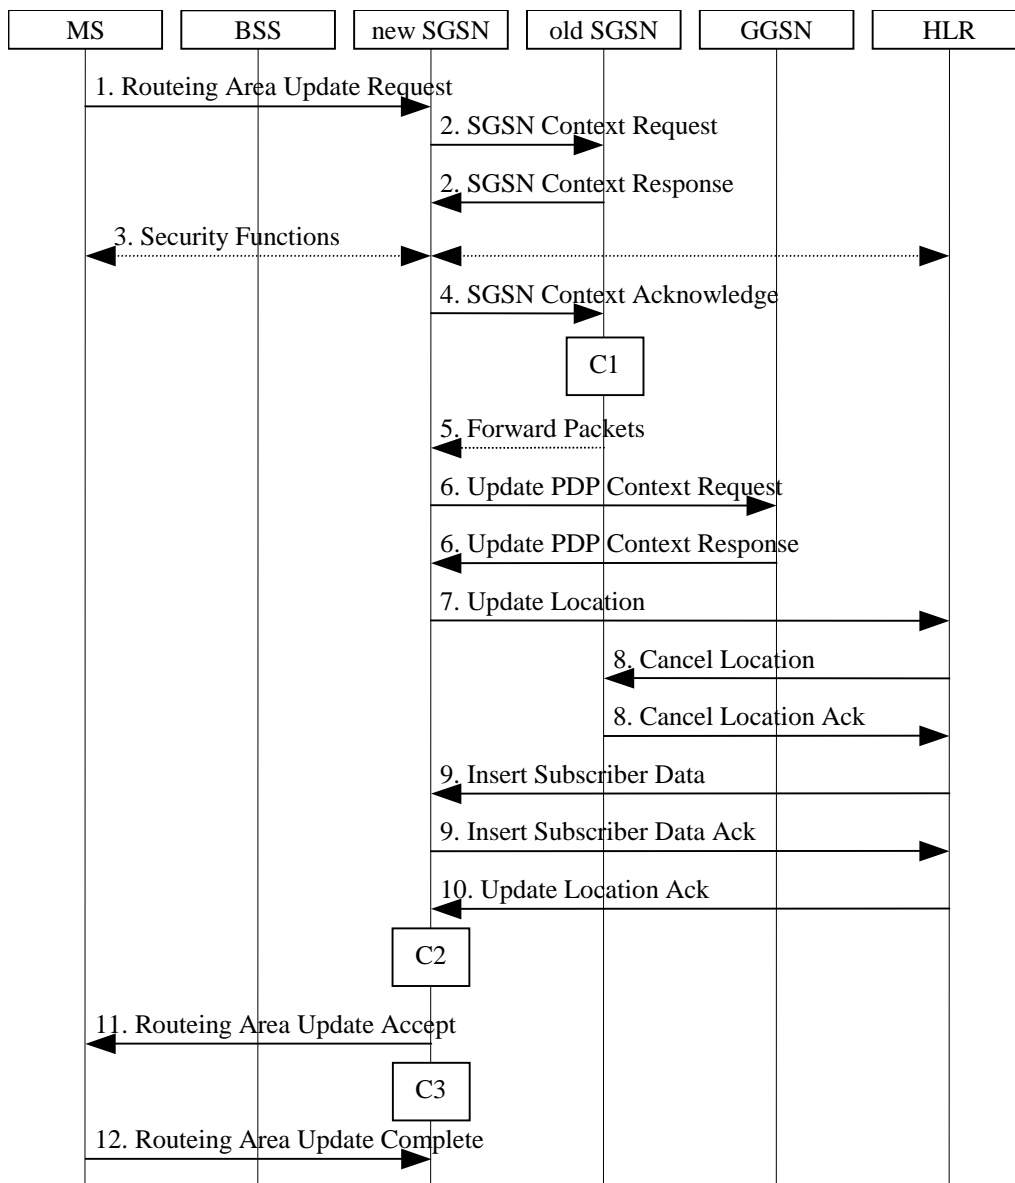 MS
BSS
new SGSN
old SGSN
GGSN
HLR
1. Routeing Area Update Request
2. SGSN Context Request
2. SGSN Context Response
3. Security Functions
4. SGSN Context Acknowledge
C1
5. Forward Packets
6. Update PDP Context Request
6. Update PDP Context Response
7. Update Location
8. Cancel Location
8. Cancel Location Ack
9. Insert Subscriber Data
9. Insert Subscriber Data Ack
10. Update Location Ack
C2
11. Routeing Area Update Accept
C3
12. Routeing Area Update Complete